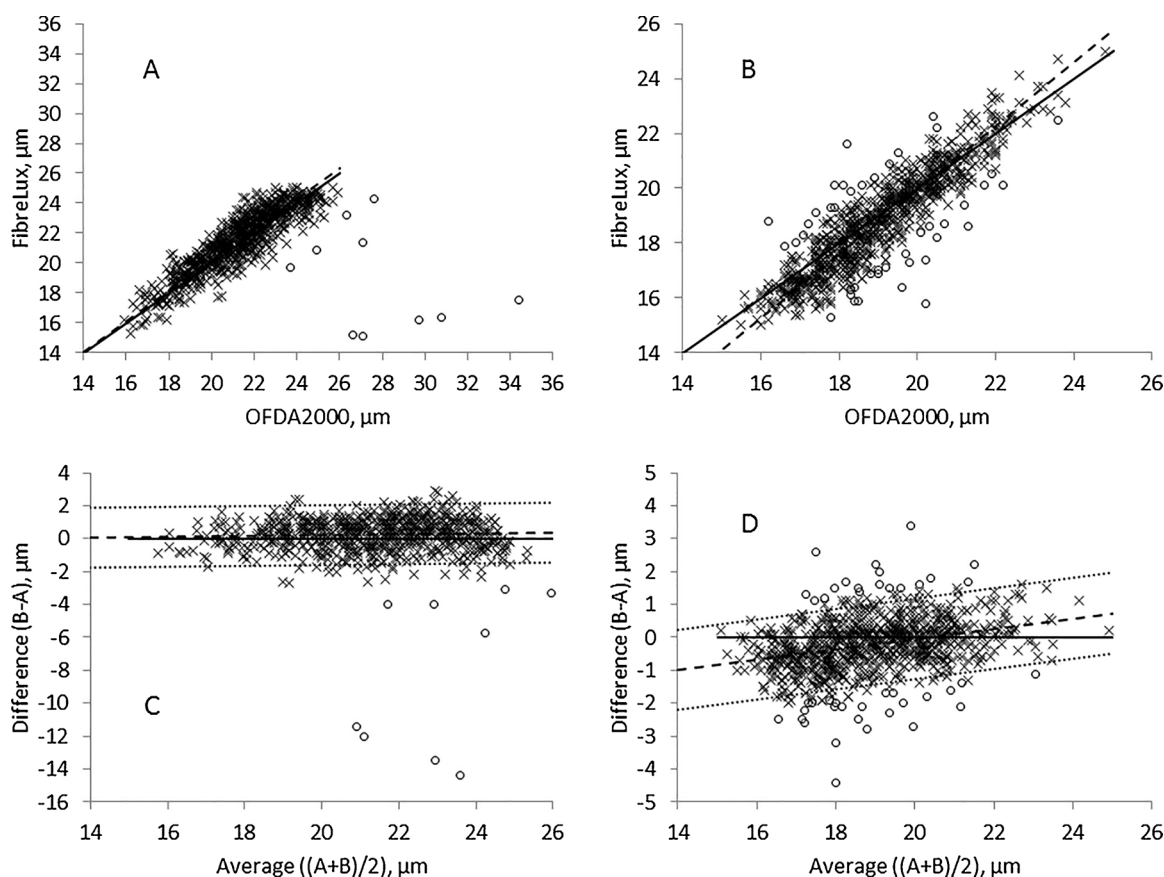 36
34
32
30
28
26
24
22
20
18
16
14
FibreLux, µm
A
14 16 18 20 22 24 26 28 30 32 34 36
OFDA2000, µm
26
24
22
20
18
16
14
FibreLux, µm
B
14 16 18 20 22 24 26
OFDA2000, µm
4
2
0
-2
-4
-6
-8
-10
-12
-14
-16
Difference (B-A), µm
C
14 16 18 20 22 24 26
Average ((A+B)/2), µm
5
4
3
2
1
0
-1
-2
-3
-4
-5
Difference (B-A), µm
D
14 16 18 20 22 24 26
Average ((A+B)/2), µm